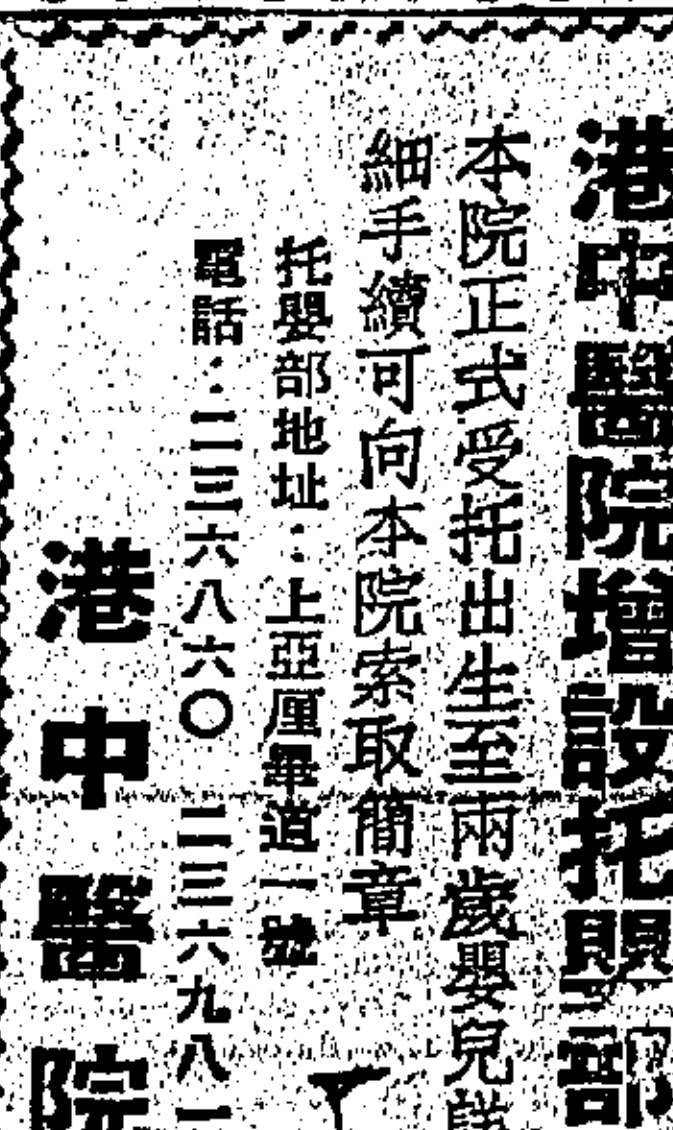 港中醫院增設托嬰部
本院正式受托出生至兩歲嬰兒詳
細手續可向本院索取簡章
托嬰部地址：上亞厘畢道一號
電話：二三六八六〇 二三六九八一
港中醫院